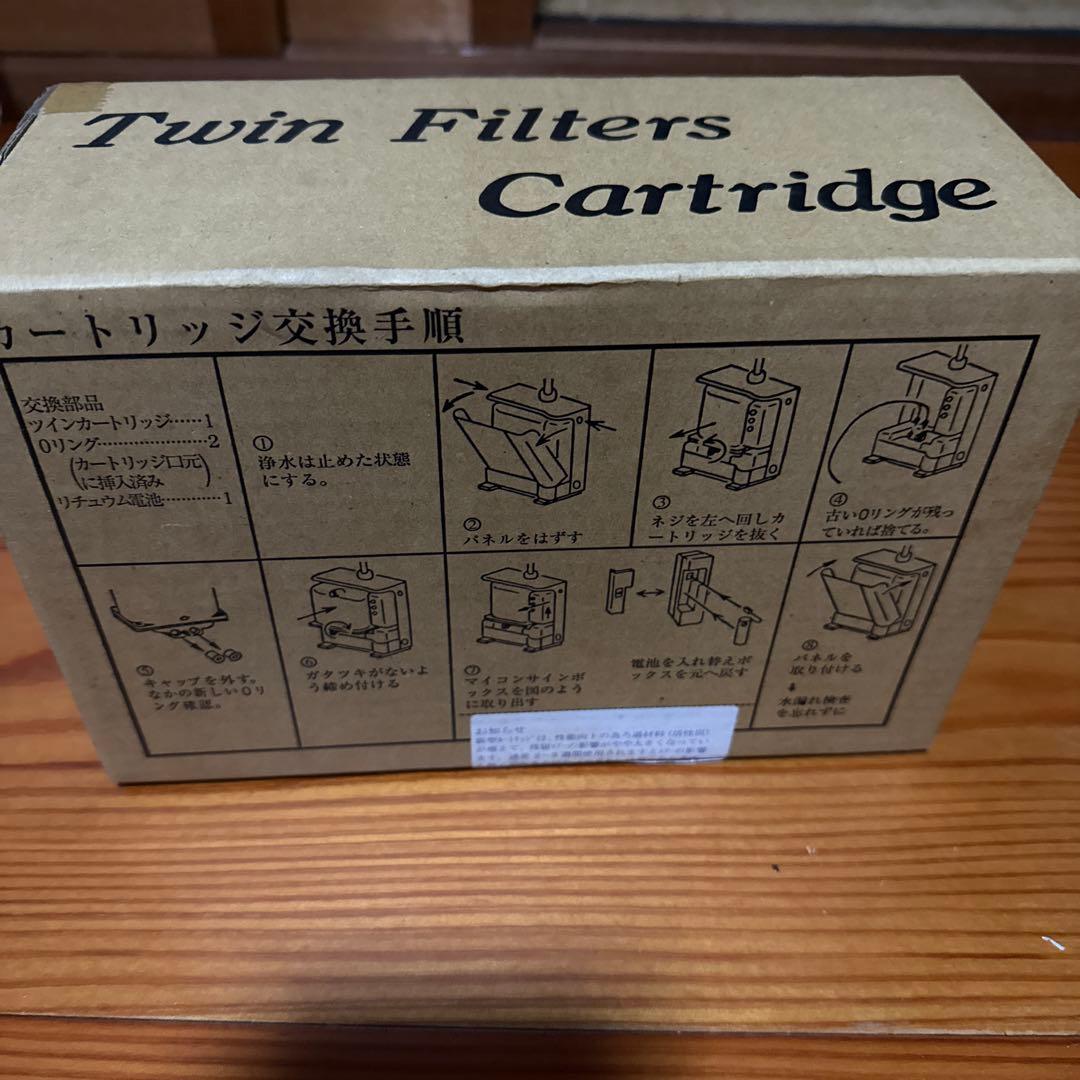 Twin Filters
Cartridge
カートリッジ交換手順
交換部品
ツインカートリッジ……1
Oリング…………………2
(カートリッジ口元
に挿入済み)
リチュウム電池…………1
①
浄水は止めた状態
にする。
②
パネルをはずす
③
ネジを左へ回しカ
ートリッジを抜く
④
古いOリングが残っ
ていれば捨てる。
⑤
キャップを外す。
なかの新しいOリ
ング確認。
⑥
ガタツキがないよ
う締め付ける
⑦
マイコンサインボ
ックスを図のよう
に取り出す
電池を入れ替えボ
ックスを元へ戻す
⑧
パネルを
取り付ける
水漏れ検査
を忘れずに
お知らせ